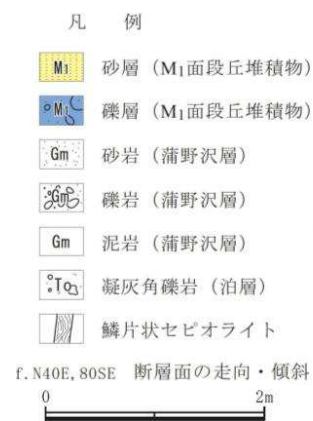 凡 例
M1 砂層（M1面段丘堆積物）
M1 礫層（M1面段丘堆積物）
Gm 砂岩（蒲野沢層）
Gm 礫岩（蒲野沢層）
Gm 泥岩（蒲野沢層）
To 凝灰角礫岩（泊層）
鱗片状セピオライト
f.N40E,80SE 断層面の走向・傾斜
0 2m